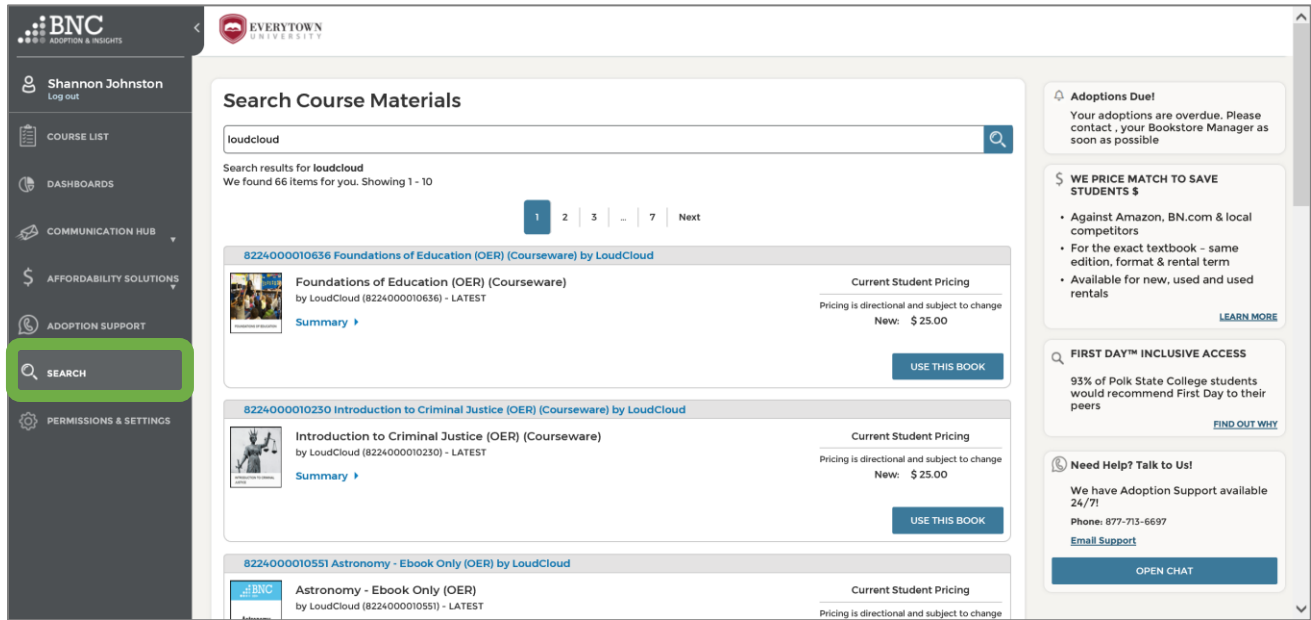 BNC
ADOPTION & INSIGHTS
Shannon Johnston
Log out
COURSE LIST
DASHBOARDS
COMMUNICATION HUB
AFFORDABILITY SOLUTIONS
ADOPTION SUPPORT
SEARCH
PERMISSIONS & SETTINGS
EVERYTOWN
UNIVERSITY
Search Course Materials
loudcloud
Search results for loudcloud
We found 66 items for you. Showing 1 - 10
1 2 3 ... 7 Next
8224000010636 Foundations of Education (OER) (Courseware) by LoudCloud
FOUNDATIONS OF EDUCATION
Foundations of Education (OER) (Courseware)
by LoudCloud (8224000010636) - LATEST
Summary
Current Student Pricing
Pricing is directional and subject to change
New: $ 25.00
USE THIS BOOK
8224000010230 Introduction to Criminal Justice (OER) (Courseware) by LoudCloud
INTRODUCTION TO CRIMINAL
JUSTICE
Introduction to Criminal Justice (OER) (Courseware)
by LoudCloud (8224000010230) - LATEST
Summary
Current Student Pricing
Pricing is directional and subject to change
New: $ 25.00
USE THIS BOOK
8224000010551 Astronomy - Ebook Only (OER) by LoudCloud
BNC
Astronomy - Ebook Only (OER)
by LoudCloud (8224000010551) - LATEST
Current Student Pricing
Pricing is directional and subject to change
Adoptions Due!
Your adoptions are overdue. Please
contact , your Bookstore Manager as
soon as possible
WE PRICE MATCH TO SAVE
STUDENTS $
• Against Amazon, BN.com & local
competitors
• For the exact textbook - same
edition, format & rental term
• Available for new, used and used
rentals
LEARN MORE
FIRST DAY™ INCLUSIVE ACCESS
93% of Polk State College students
would recommend First Day to their
peers
FIND OUT WHY
Need Help? Talk to Us!
We have Adoption Support available
24/7!
Phone: 877-713-6697
Email Support
OPEN CHAT